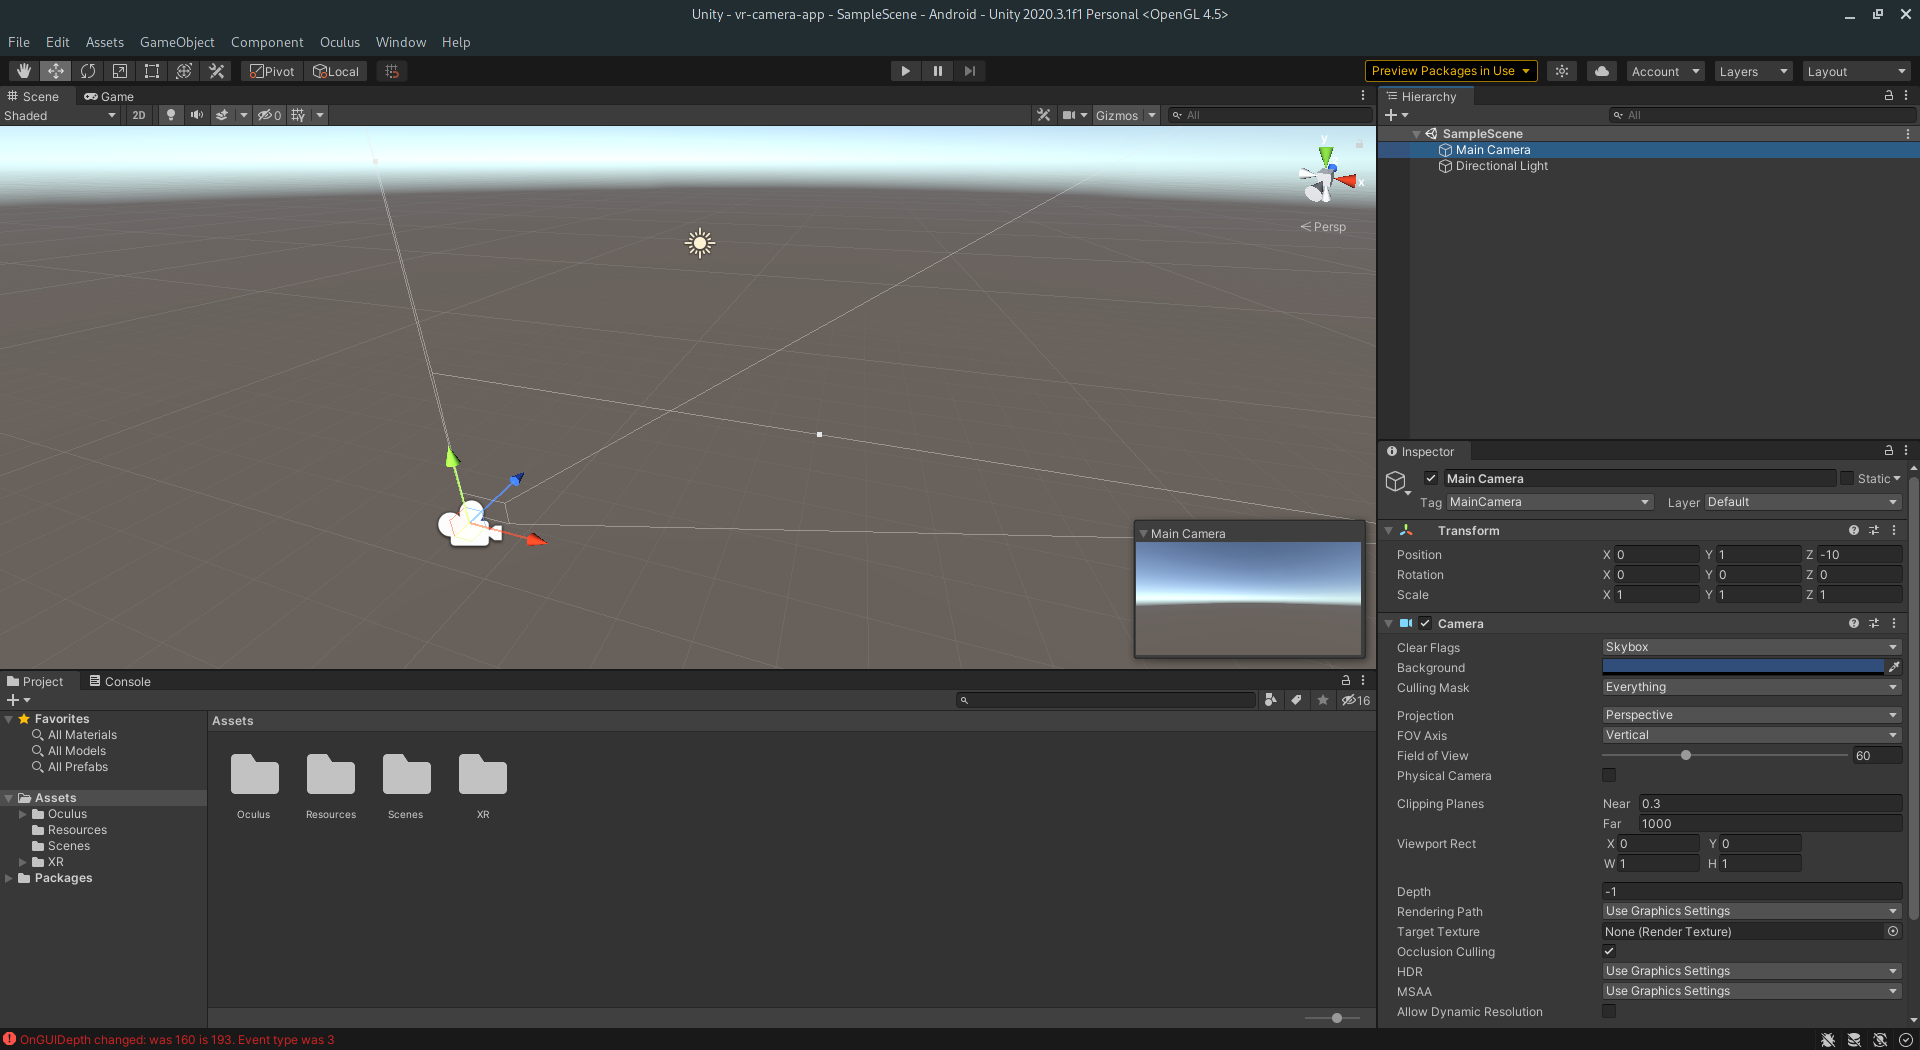 Unity - vr-camera-app - SampleScene - Android - Unity 2020.3.1f1 Personal <OpenGL 4.5>
File Edit Assets GameObject Component Oculus Window Help
Pivot Local Preview Packages in Use Account Layers Layout
Scene Game
Shaded 2D 0 Gizmos All
y
x
Persp
Main Camera
Hierarchy
All
SampleScene
Main Camera
Directional Light
Inspector
Main Camera Static
Tag MainCamera Layer Default
Transform
Position X 0 Y 1 Z -10
Rotation X 0 Y 0 Z 0
Scale X 1 Y 1 Z 1
Camera
Clear Flags Skybox
Background
Culling Mask Everything
Projection Perspective
FOV Axis Vertical
Field of View 60
Physical Camera
Clipping Planes Near 0.3
Far 1000
Viewport Rect X 0 Y 0
W 1 H 1
Depth -1
Rendering Path Use Graphics Settings
Target Texture None (Render Texture)
Occlusion Culling
HDR Use Graphics Settings
MSAA Use Graphics Settings
Allow Dynamic Resolution
Project Console
16
Favorites
All Materials
All Models
All Prefabs
Assets
Oculus
Resources
Scenes
XR
Packages
Assets
Oculus Resources Scenes XR
OnGUIDepth changed: was 160 is 193. Event type was 3